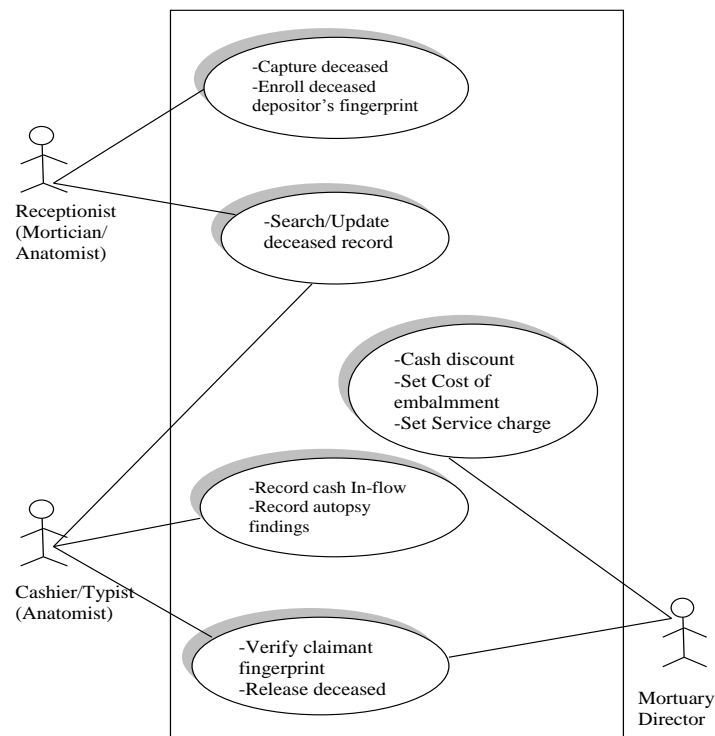 -Capture deceased
-Enroll deceased
depositor's fingerprint
Receptionist
(Mortician/
Anatomist)
-Search/Update
deceased record
-Cash discount
-Set Cost of
embalmment
-Set Service charge
-Record cash In-flow
-Record autopsy
findings
Cashier/Typist
(Anatomist)
-Verify claimant
fingerprint
-Release deceased
Mortuary
Director